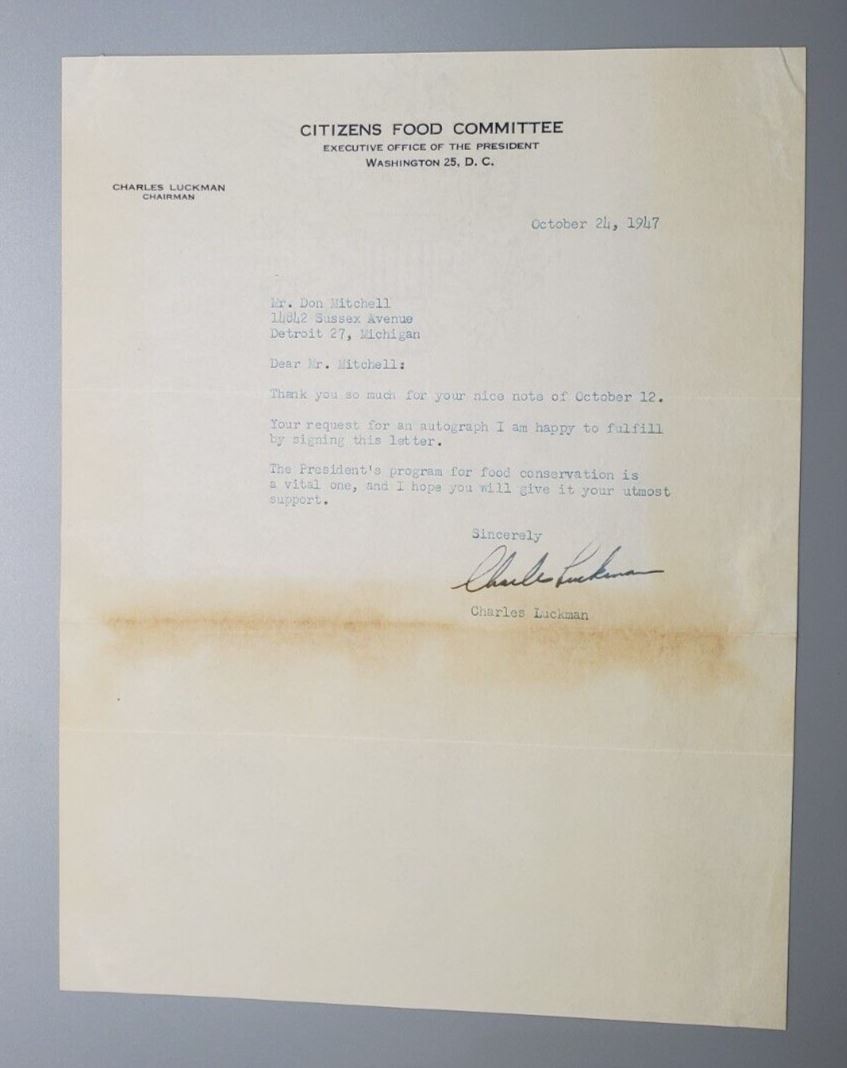 CITIZENS FOOD COMMITTEE
EXECUTIVE OFFICE OF THE PRESIDENT
WASHINGTON 25, D. C.
CHARLES LUCKMAN
CHAIRMAN
October 24, 1947
Mr. Don Mitchell
14842 Sussex Avenue
Detroit 27, Michigan
Dear Mr. Mitchell:
Thank you so much for your nice note of October 12.
Your request for an autograph I am happy to fulfill
by signing this letter.
The President's program for food conservation is
a vital one, and I hope you will give it your utmost
support.
Sincerely
Charles Luckman
Charles Luckman